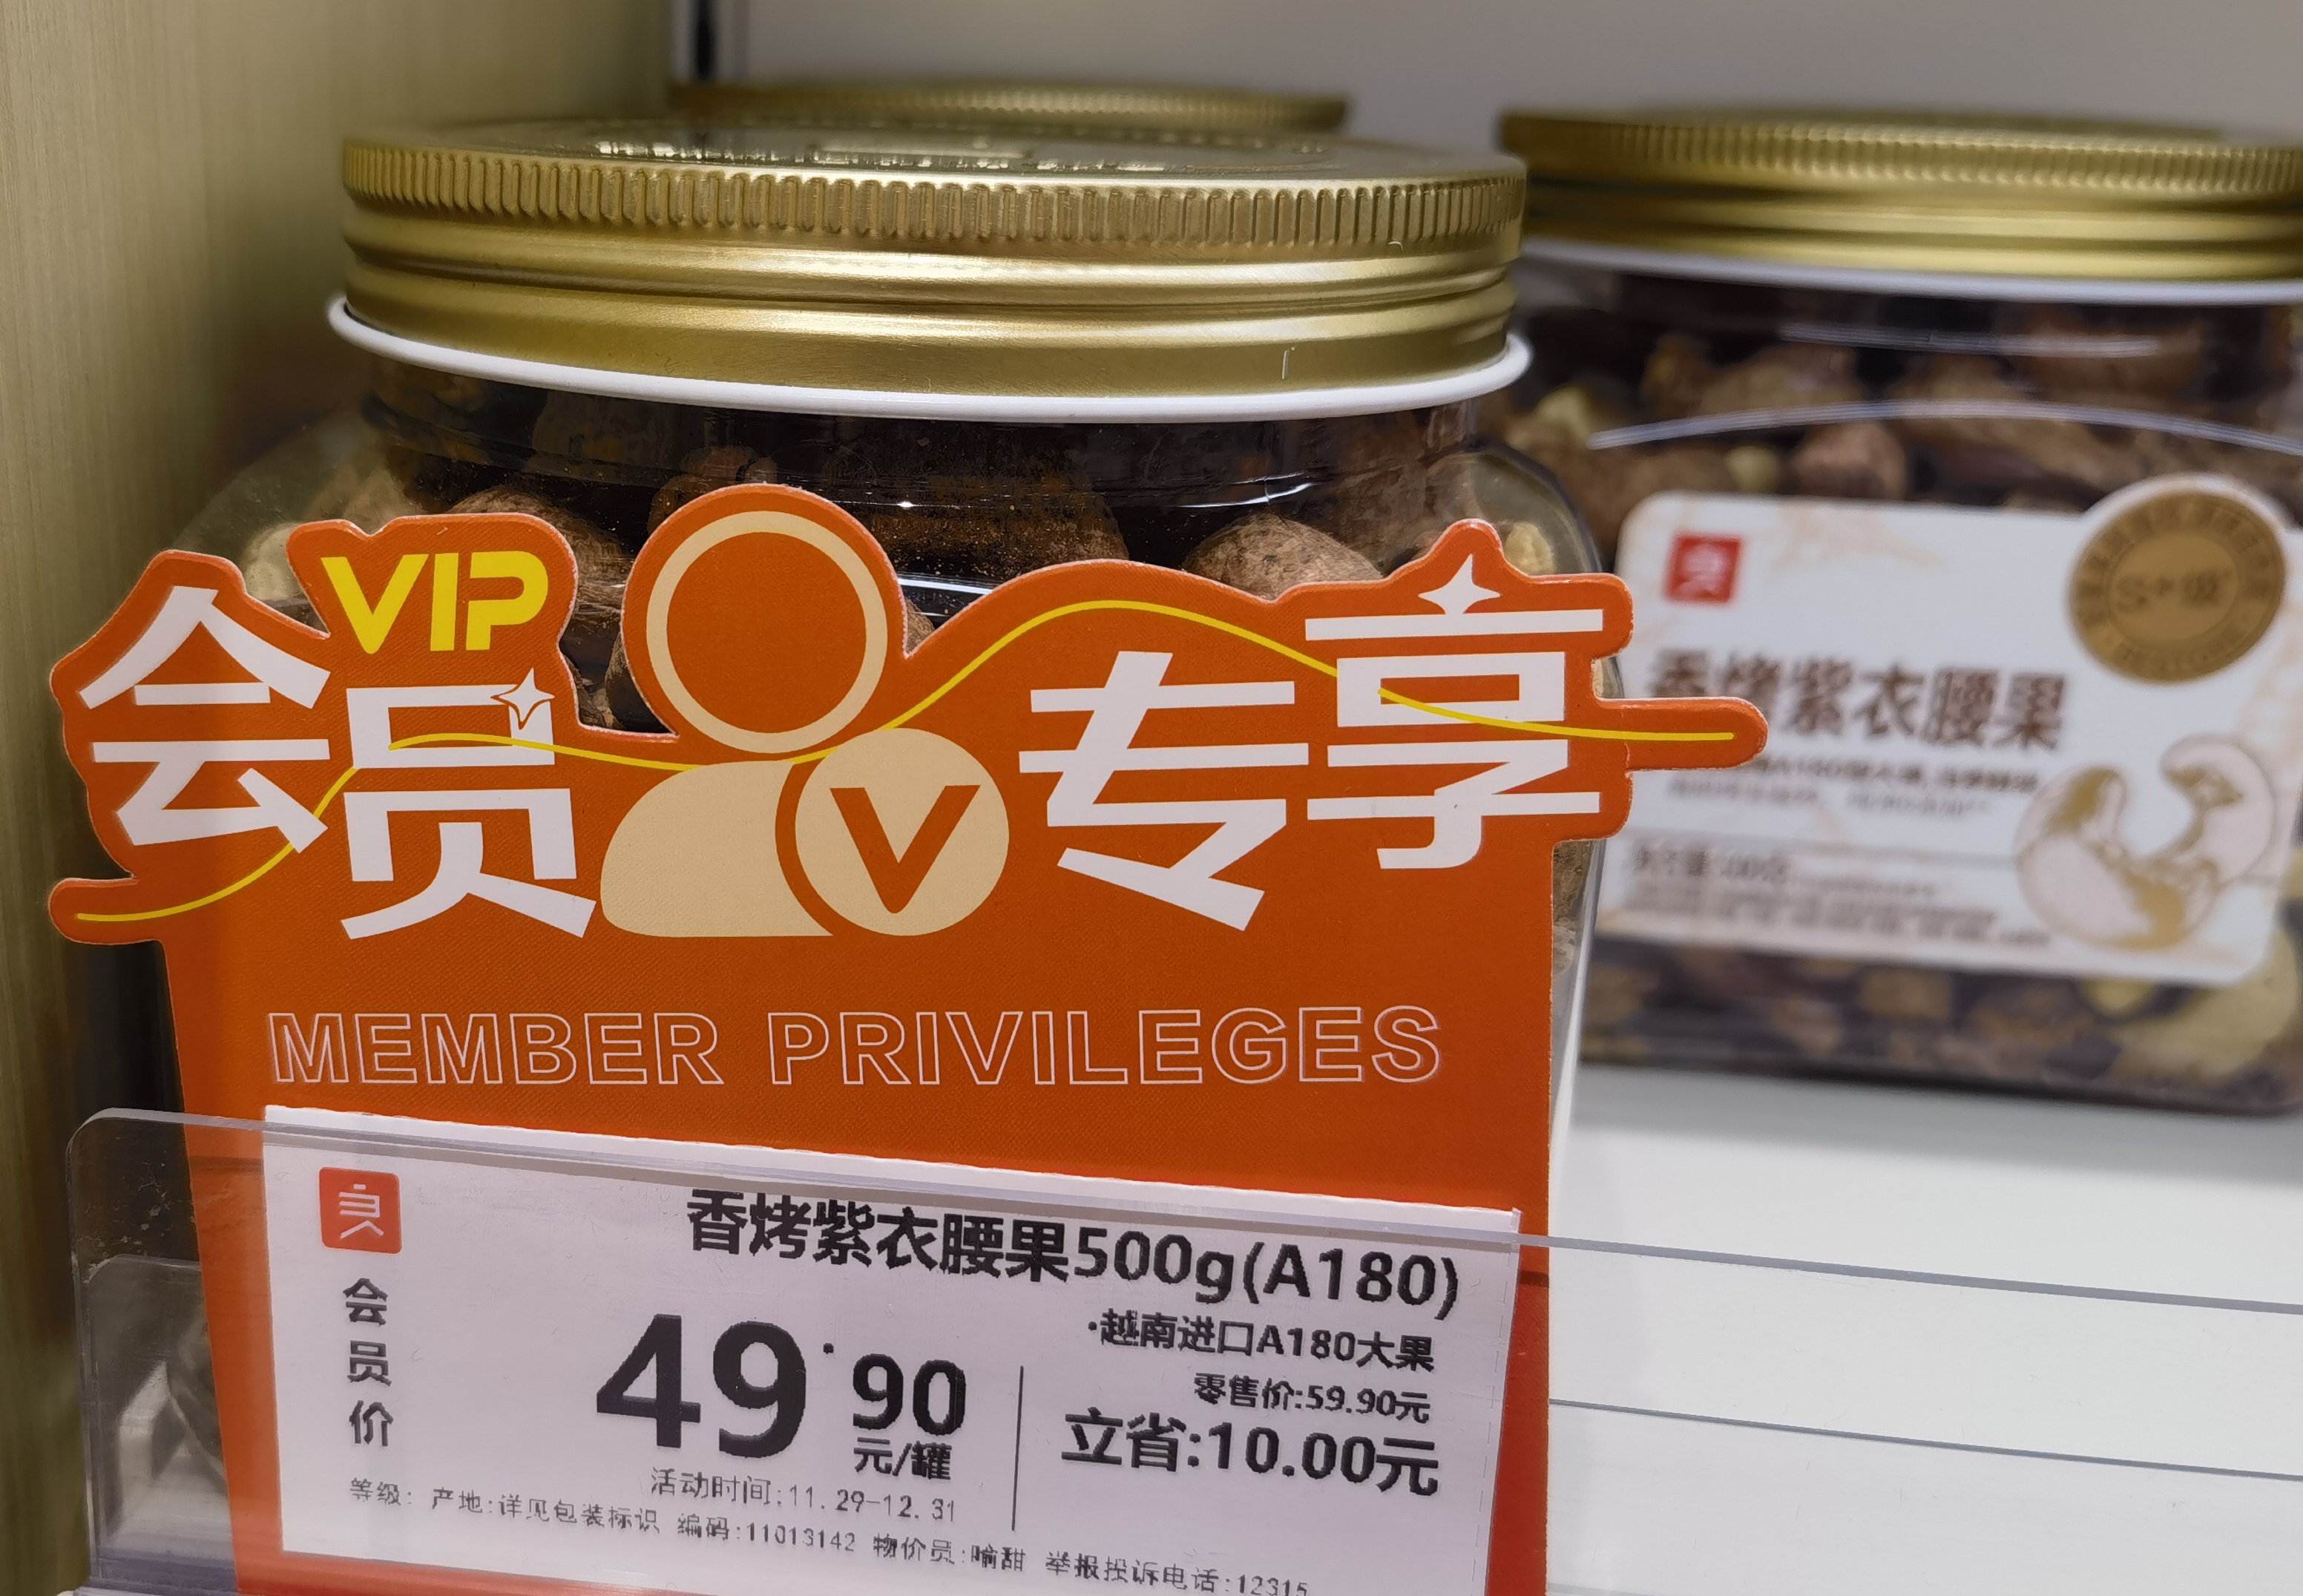 VIP
会员 V 专享
MEMBER PRIVILEGES
良
会员价
香烤紫衣腰果500g(A180)
·越南进口A180大果
零售价:59.90元
立省:10.00元
49.90
元/罐
活动时间:11.29-12.31
等级: 产地:详见包装标识 编码:11013142 物价员:喻甜 举报投诉电话:12315
良
S+级
香烤紫衣腰果